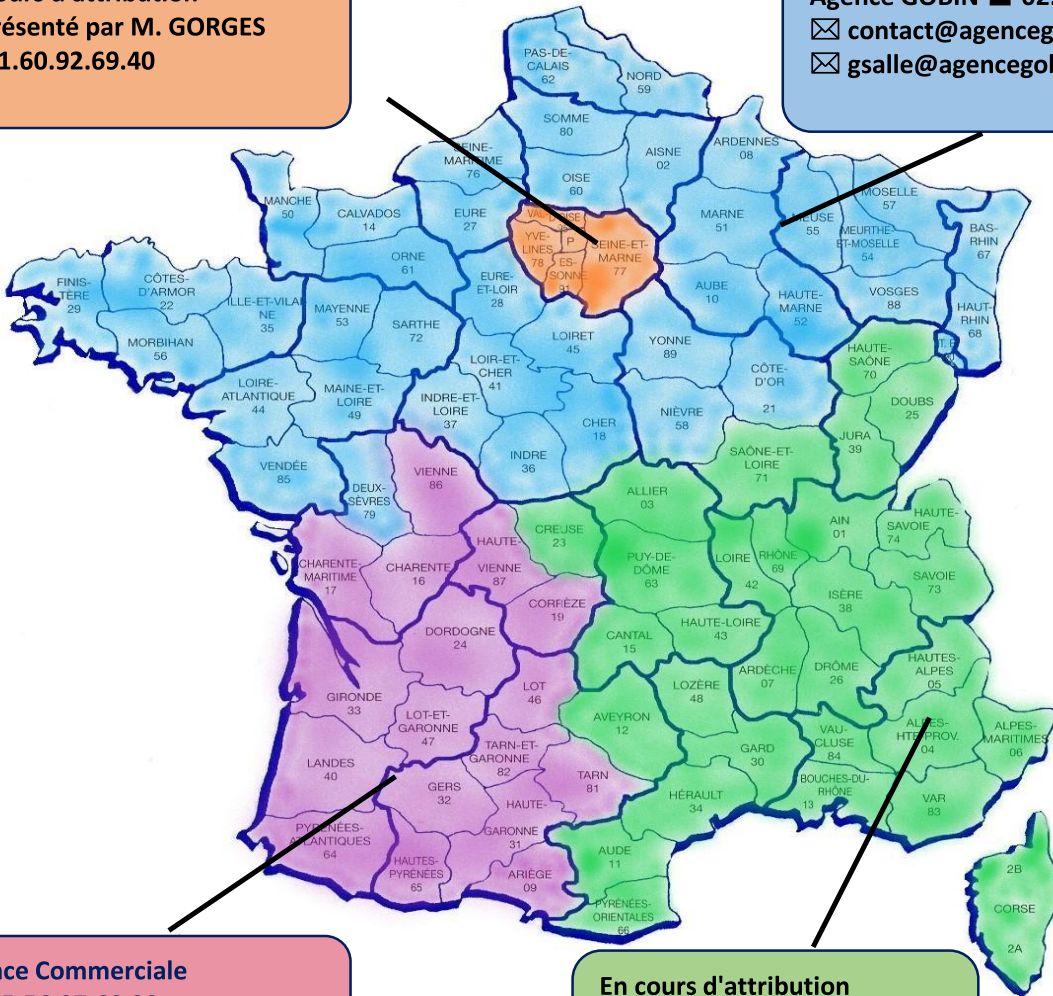 ours d'attribution
résenté par M. GORGES
1.60.92.69.40
Agence GOBIN ☎ 02.
✉ contact@agenceg
✉ gsalle@agencegol
PAS-DE-
CALAIS
62
NORD
59
SOMME
80
SEINE-
MARITIME
76
OISE
60
AISNE
02
ARDENNES
08
MANCHE
50
CALVADOS
14
EURE
27
VAL D'OISE
YVE-
LINES
78
P
ES-
SONNE
91
SEINE-ET-
MARNE
77
MARNE
51
MEUSE
55
MOSELLE
57
MEURTHE-
ET-MOSELLE
54
BAS-
RHIN
67
ORNE
61
EURE-
ET-LOIR
28
AUBE
10
HAUTE-
MARNE
52
VOSGES
88
HAUT-
RHIN
68
FINIS-
TÈRE
29
CÔTES-
D'ARMOR
22
ILLE-ET-VILAI
NE
35
MAYENNE
53
SARTHE
72
MORBIHAN
56
LOIRET
45
YONNE
89
HAUTE-
SAÔNE
70
LOIR-ET-
CHER
41
CÔTE-
D'OR
21
LOIRE-
ATLANTIQUE
44
MAINE-ET-
LOIRE
49
INDRE-ET-
LOIRE
37
CHER
18
NIÈVRE
58
DOUBS
25
JURA
39
VENDÉE
85
DEUX-
SÈVRES
79
VIENNE
86
INDRE
36
SAÔNE-ET-
LOIRE
71
ALLIER
03
CREUSE
23
HAUTE-
VIENNE
87
AIN
01
HAUTE-
SAVOIE
74
CHARENTE-
MARITIME
17
CHARENTE
16
PUY-DE-
DÔME
63
LOIRE
42
RHÔNE
69
SAVOIE
73
ISÈRE
38
CORRÈZE
19
DORDOGNE
24
CANTAL
15
HAUTE-LOIRE
43
GIRONDE
33
LOT
46
LOZÈRE
48
ARDÈCHE
07
DRÔME
26
HAUTES-
ALPES
05
LOT-ET-
GARONNE
47
AVEYRON
12
LANDES
40
TARN-ET-
GARONNE
82
TARN
81
GARD
30
VAU-
CLUSE
84
ALPES-
HTE PROV.
04
ALPES-
MARITIMES
06
GERS
32
HAUTE-
GARONNE
31
HÉRAULT
34
BOUCHES-DU-
RHÔNE
13
VAR
83
PYRÉNÉES-
ATLANTIQUES
64
HAUTES-
PYRÉNÉES
65
ARIÈGE
09
AUDE
11
PYRÉNÉES-
ORIENTALES
66
2B
CORSE
2A
nce Commerciale
En cours d'attribution